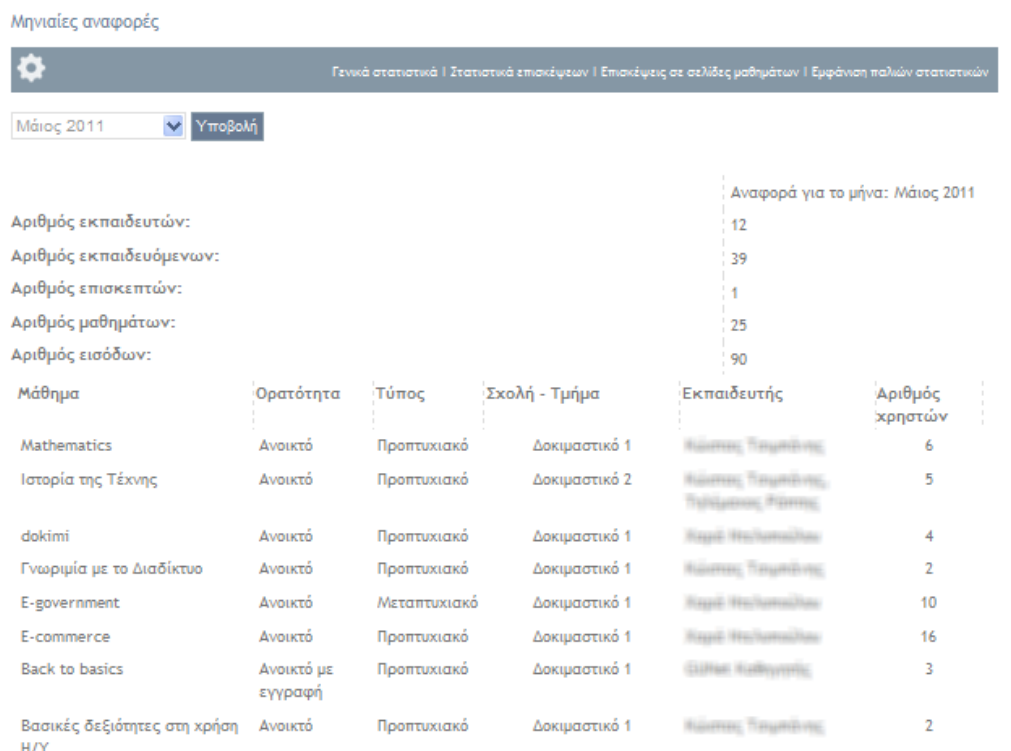 Μηνιαίες αναφορές
Γενικά στατιστικά | Στατιστικά επισκέψεων | Επισκέψεις σε σελίδες μαθημάτων | Εμφάνιση παλιών στατιστικών
Μάιος 2011 Υποβολή
Αναφορά για το μήνα: Μάιος 2011
Αριθμός εκπαιδευτών: 12
Αριθμός εκπαιδευόμενων: 39
Αριθμός επισκεπτών: 1
Αριθμός μαθημάτων: 25
Αριθμός εισόδων: 90
Μάθημα Ορατότητα Τύπος Σχολή - Τμήμα Εκπαιδευτής Αριθμός
χρηστών
Mathematics Ανοικτό Προπτυχιακό Δοκιμαστικό 1 6
Ιστορία της Τέχνης Ανοικτό Προπτυχιακό Δοκιμαστικό 2 5
dokimi Ανοικτό Προπτυχιακό Δοκιμαστικό 1 4
Γνωριμία με το Διαδίκτυο Ανοικτό Προπτυχιακό Δοκιμαστικό 1 2
E-government Ανοικτό Μεταπτυχιακό Δοκιμαστικό 1 10
E-commerce Ανοικτό Προπτυχιακό Δοκιμαστικό 1 16
Back to basics Ανοικτό με Προπτυχιακό Δοκιμαστικό 1 3
εγγραφή
Βασικές δεξιότητες στη χρήση Ανοικτό Προπτυχιακό Δοκιμαστικό 1 2
Η/Υ